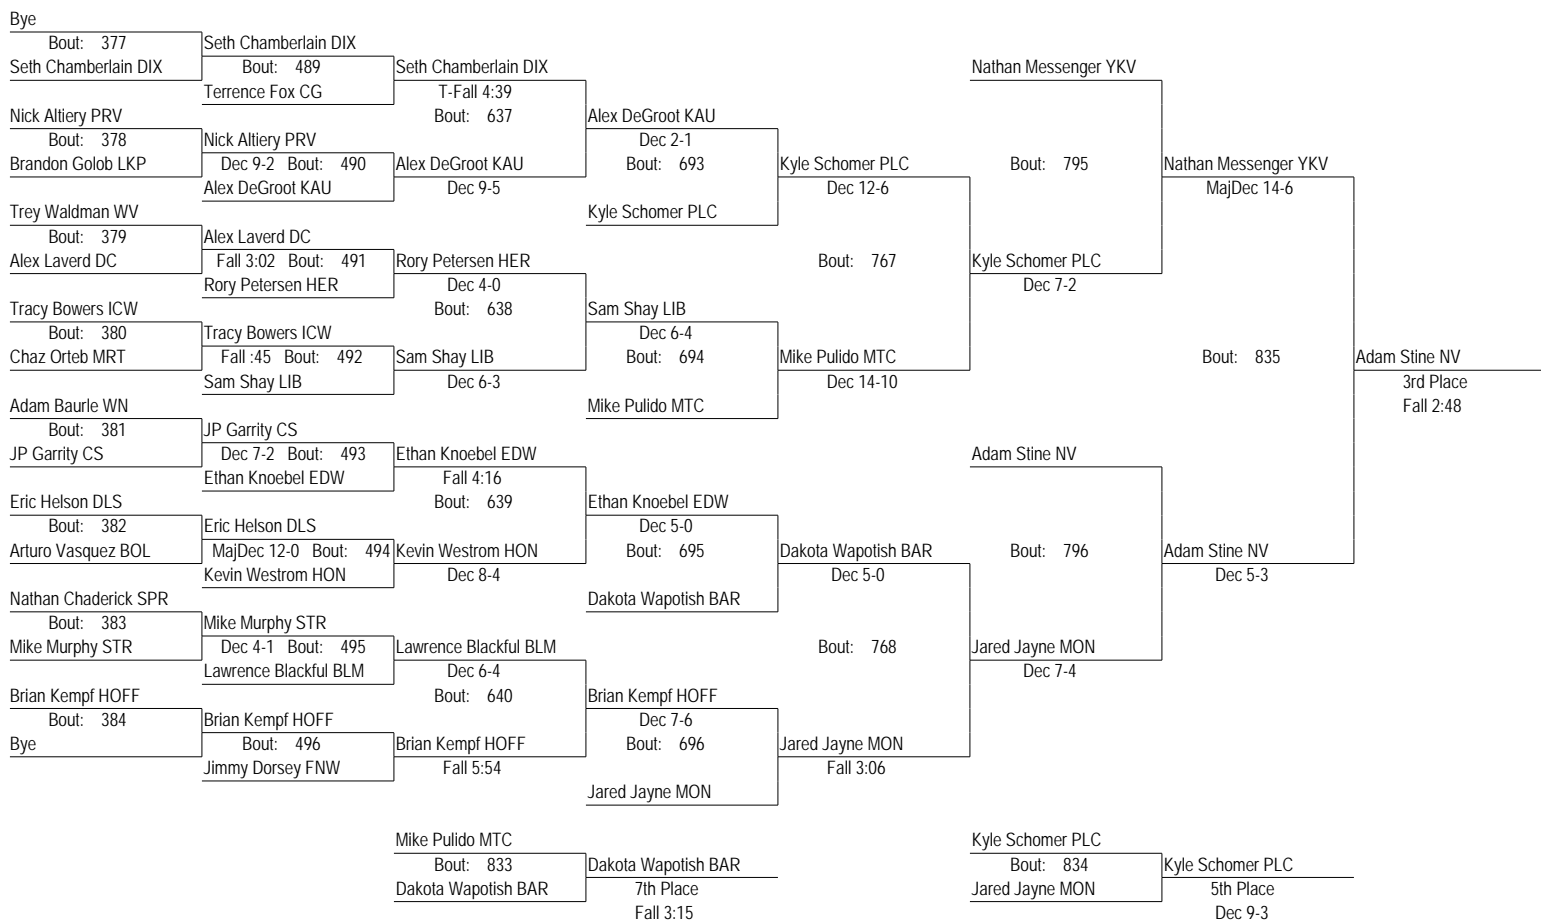 Bye
Bout: 377 Seth Chamberlain DIX
Seth Chamberlain DIX Bout: 489 Seth Chamberlain DIX Nathan Messenger YKV
Terrence Fox CG T-Fall 4:39
Nick Altiery PRV Bout: 637 Alex DeGroot KAU
Bout: 378 Nick Altiery PRV Dec 2-1
Brandon Golob LKP Dec 9-2 Bout: 490 Alex DeGroot KAU Bout: 693 Kyle Schomer PLC Bout: 795 Nathan Messenger YKV
Alex DeGroot KAU Dec 9-5 Dec 12-6 MajDec 14-6
Trey Waldman WV Kyle Schomer PLC
Bout: 379 Alex Laverd DC
Alex Laverd DC Fall 3:02 Bout: 491 Rory Petersen HER Bout: 767 Kyle Schomer PLC
Rory Petersen HER Dec 4-0 Dec 7-2
Tracy Bowers ICW Bout: 638 Sam Shay LIB
Bout: 380 Tracy Bowers ICW Dec 6-4
Chaz Orteb MRT Fall :45 Bout: 492 Sam Shay LIB Bout: 694 Mike Pulido MTC Bout: 835 Adam Stine NV
Sam Shay LIB Dec 6-3 Dec 14-10 3rd Place
Adam Baurle WN Mike Pulido MTC Fall 2:48
Bout: 381 JP Garrity CS
JP Garrity CS Dec 7-2 Bout: 493 Ethan Knoebel EDW Adam Stine NV
Ethan Knoebel EDW Fall 4:16
Eric Helson DLS Bout: 639 Ethan Knoebel EDW
Bout: 382 Eric Helson DLS Dec 5-0
Arturo Vasquez BOL MajDec 12-0 Bout: 494 Kevin Westrom HON Bout: 695 Dakota Wapotish BAR Bout: 796 Adam Stine NV
Kevin Westrom HON Dec 8-4 Dec 5-0 Dec 5-3
Nathan Chaderick SPR Dakota Wapotish BAR
Bout: 383 Mike Murphy STR
Mike Murphy STR Dec 4-1 Bout: 495 Lawrence Blackful BLM Bout: 768 Jared Jayne MON
Lawrence Blackful BLM Dec 6-4 Dec 7-4
Brian Kempf HOFF Bout: 640 Brian Kempf HOFF
Bout: 384 Brian Kempf HOFF Dec 7-6
Bye Bout: 496 Brian Kempf HOFF Bout: 696 Jared Jayne MON
Jimmy Dorsey FNW Fall 5:54 Fall 3:06
Jared Jayne MON
Mike Pulido MTC Kyle Schomer PLC
Bout: 833 Dakota Wapotish BAR Bout: 834 Kyle Schomer PLC
Dakota Wapotish BAR 7th Place Jared Jayne MON 5th Place
Fall 3:15 Dec 9-3